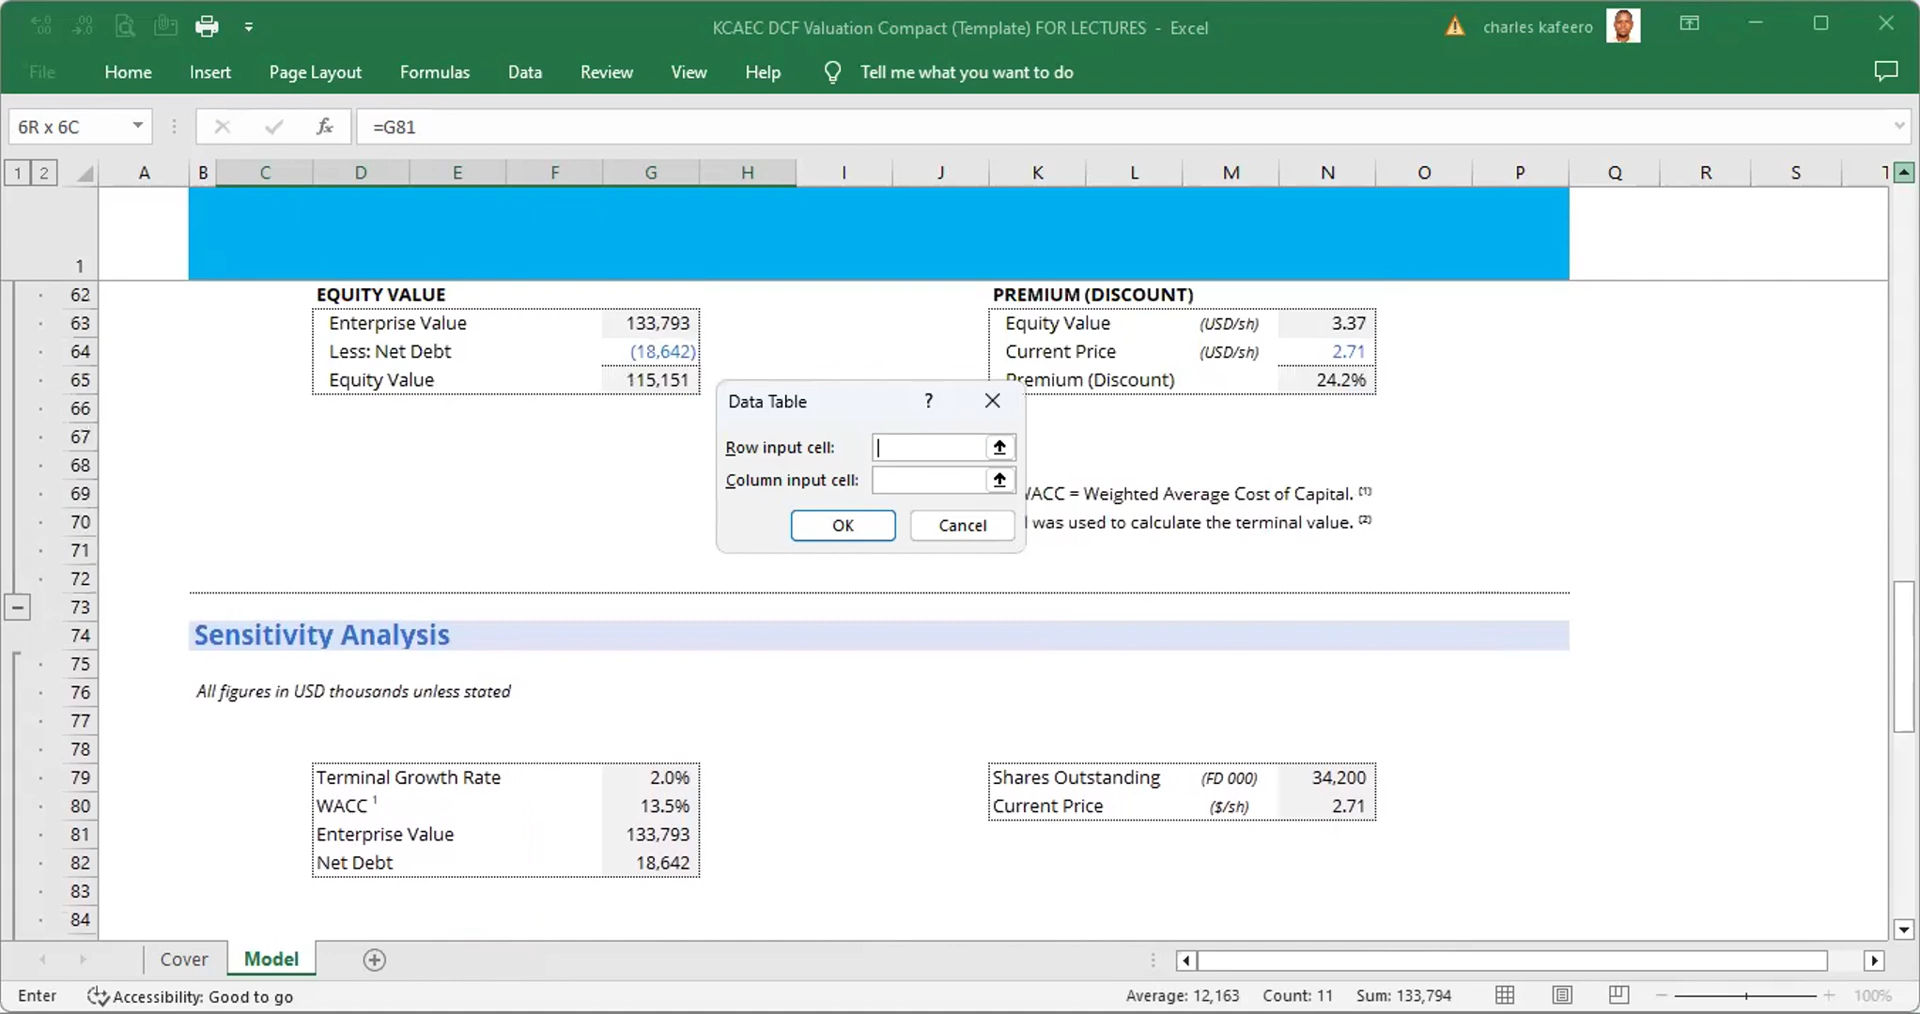 KCAEC DCF Valuation Compact (Template) FOR LECTURES - Excel
charles kafeero
File Home Insert Page Layout Formulas Data Review View Help Tell me what you want to do
6R x 6C fx =G81
1 2 A B C D E F G H I J K L M N O P Q R S
1
62 EQUITY VALUE PREMIUM (DISCOUNT)
63 Enterprise Value 133,793 Equity Value (USD/sh) 3.37
64 Less: Net Debt (18,642) Current Price (USD/sh) 2.71
65 Equity Value 115,151 Premium (Discount) 24.2%
66
67
68
69 WACC = Weighted Average Cost of Capital. (1)
70 was used to calculate the terminal value. (2)
71
72
73
74 Sensitivity Analysis
75
76 All figures in USD thousands unless stated
77
78
79 Terminal Growth Rate 2.0% Shares Outstanding (FD 000) 34,200
80 WACC 1 13.5% Current Price ($/sh) 2.71
81 Enterprise Value 133,793
82 Net Debt 18,642
83
84
Data Table ?
Row input cell:
Column input cell:
OK Cancel
Cover Model
Enter Accessibility: Good to go Average: 12,163 Count: 11 Sum: 133,794 100%